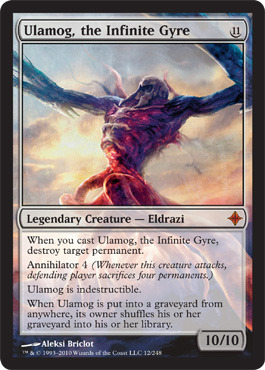 Ulamog, the Infinite Gyre 11
Legendary Creature — Eldrazi
When you cast Ulamog, the Infinite Gyre,
destroy target permanent.
Annihilator 4 (Whenever this creature attacks,
defending player sacrifices four permanents.)
Ulamog is indestructible.
When Ulamog is put into a graveyard from
anywhere, its owner shuffles his or her
graveyard into his or her library.
10/10
Aleksi Briclot
™ & © 1993–2010 Wizards of the Coast LLC 12/248